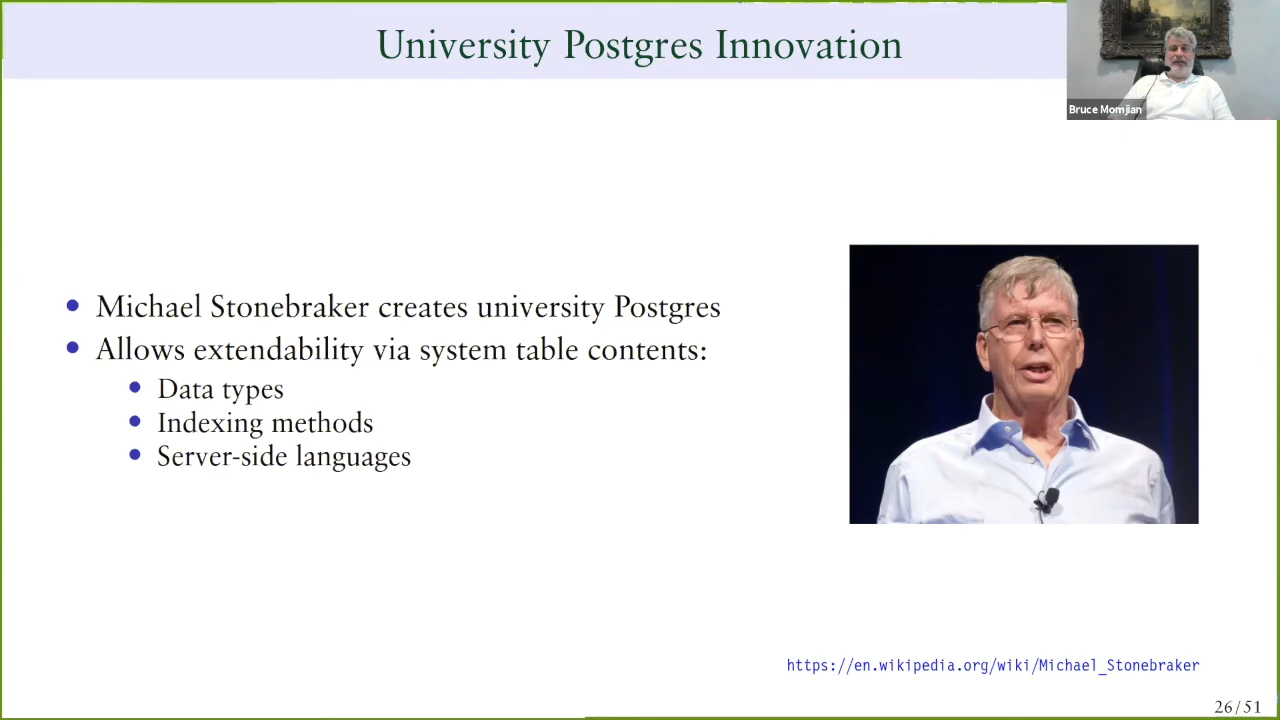 University Postgres Innovation
Bruce Momjian
• Michael Stonebraker creates university Postgres
• Allows extendability via system table contents:
• Data types
• Indexing methods
• Server-side languages
https://en.wikipedia.org/wiki/Michael_Stonebraker
26/51